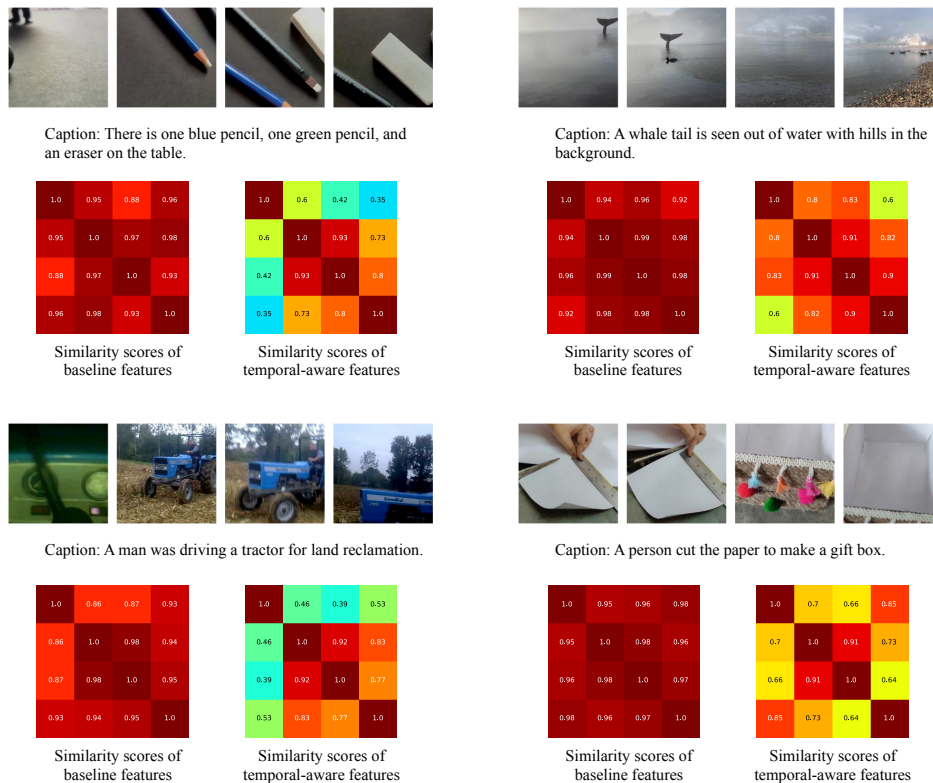 Caption: There is one blue pencil, one green pencil, and
an eraser on the table.
1.0 0.95 0.88 0.96
0.95 1.0 0.97 0.98
0.88 0.97 1.0 0.93
0.96 0.98 0.93 1.0
Similarity scores of
baseline features
1.0 0.6 0.42 0.35
0.6 1.0 0.93 0.73
0.42 0.93 1.0 0.8
0.35 0.73 0.8 1.0
Similarity scores of
temporal-aware features
Caption: A whale tail is seen out of water with hills in the
background.
1.0 0.94 0.96 0.92
0.94 1.0 0.99 0.98
0.96 0.99 1.0 0.98
0.92 0.98 0.98 1.0
Similarity scores of
baseline features
1.0 0.8 0.83 0.6
0.8 1.0 0.91 0.82
0.83 0.91 1.0 0.9
0.6 0.82 0.9 1.0
Similarity scores of
temporal-aware features
Caption: A man was driving a tractor for land reclamation.
1.0 0.86 0.87 0.93
0.86 1.0 0.98 0.94
0.87 0.98 1.0 0.95
0.93 0.94 0.95 1.0
Similarity scores of
baseline features
1.0 0.46 0.39 0.53
0.46 1.0 0.92 0.83
0.39 0.92 1.0 0.77
0.53 0.83 0.77 1.0
Similarity scores of
temporal-aware features
Caption: A person cut the paper to make a gift box.
1.0 0.95 0.96 0.98
0.95 1.0 0.98 0.96
0.96 0.98 1.0 0.97
0.98 0.96 0.97 1.0
Similarity scores of
baseline features
1.0 0.7 0.66 0.85
0.7 1.0 0.91 0.73
0.66 0.91 1.0 0.64
0.85 0.73 0.64 1.0
Similarity scores of
temporal-aware features